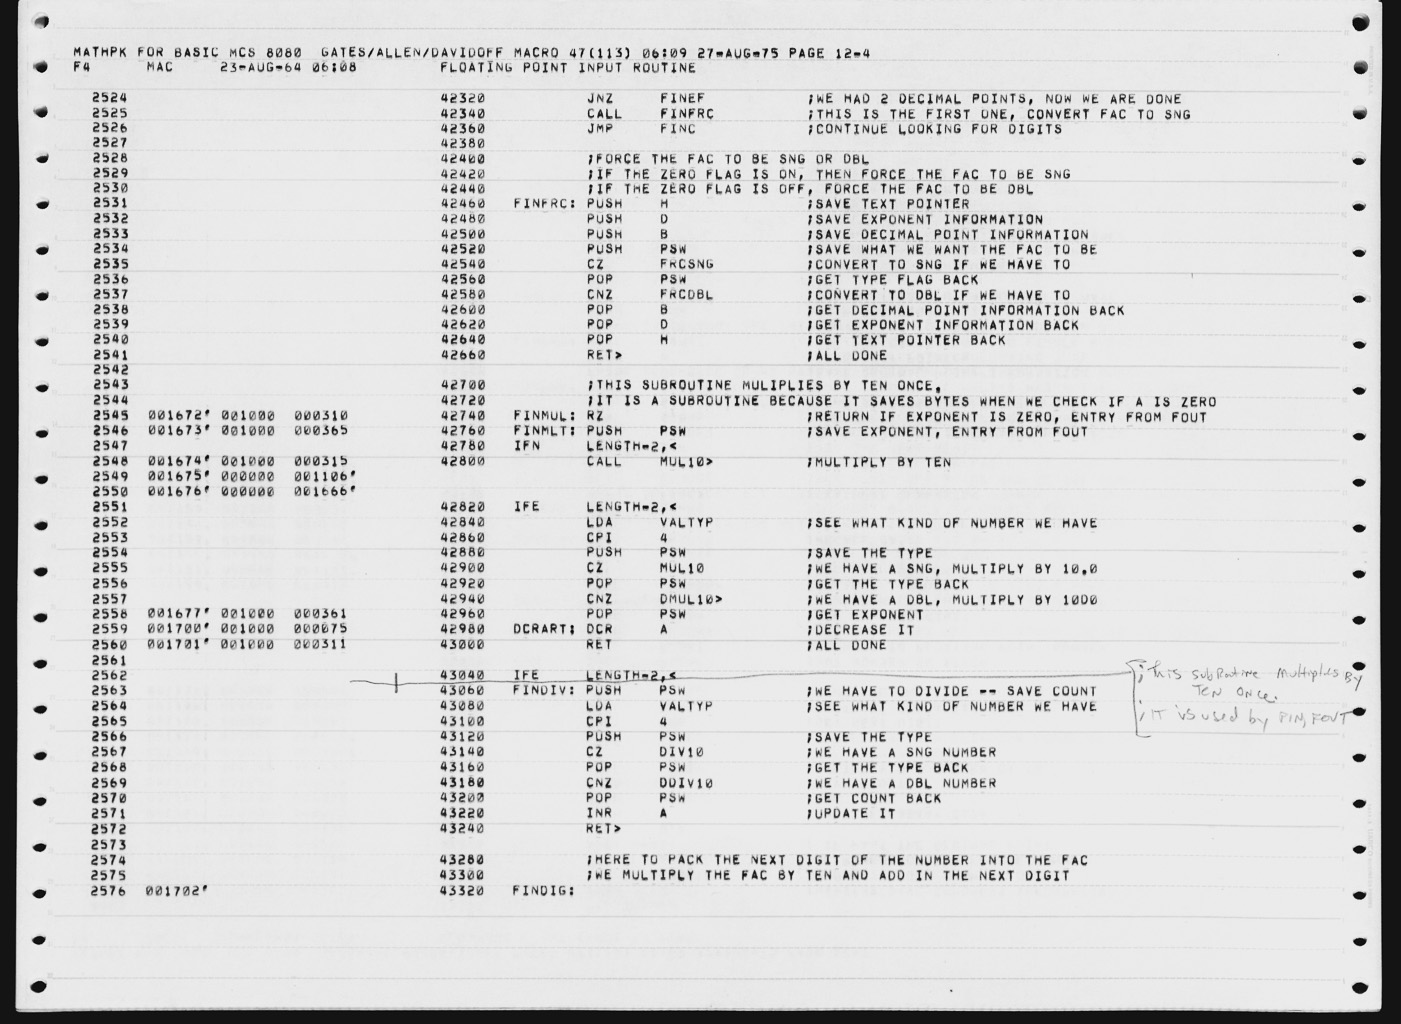 MATHPK FOR BASIC MCS 8080  GATES/ALLEN/DAVIDOFF MACRO 47(113) 06:09 27-AUG-75 PAGE 12-4
F4 MAC 23-AUG-64 06:08 FLOATING POINT INPUT ROUTINE
2524 42320 JNZ FINEF ;WE HAD 2 DECIMAL POINTS, NOW WE ARE DONE
2525 42340 CALL FINFRC ;THIS IS THE FIRST ONE, CONVERT FAC TO SNG
2526 42360 JMP FINC ;CONTINUE LOOKING FOR DIGITS
2527 42380
2528 42400 ;FORCE THE FAC TO BE SNG OR DBL
2529 42420 ;IF THE ZERO FLAG IS ON, THEN FORCE THE FAC TO BE SNG
2530 42440 ;IF THE ZERO FLAG IS OFF, FORCE THE FAC TO BE DBL
2531 42460 FINFRC: PUSH H ;SAVE TEXT POINTER
2532 42480 PUSH D ;SAVE EXPONENT INFORMATION
2533 42500 PUSH B ;SAVE DECIMAL POINT INFORMATION
2534 42520 PUSH PSW ;SAVE WHAT WE WANT THE FAC TO BE
2535 42540 CZ FRCSNG ;CONVERT TO SNG IF WE HAVE TO
2536 42560 POP PSW ;GET TYPE FLAG BACK
2537 42580 CNZ FRCDBL ;CONVERT TO DBL IF WE HAVE TO
2538 42600 POP B ;GET DECIMAL POINT INFORMATION BACK
2539 42620 POP D ;GET EXPONENT INFORMATION BACK
2540 42640 POP H ;GET TEXT POINTER BACK
2541 42660 RET> ;ALL DONE
2542
2543 42700 ;THIS SUBROUTINE MULIPLIES BY TEN ONCE.
2544 42720 ;IT IS A SUBROUTINE BECAUSE IT SAVES BYTES WHEN WE CHECK IF A IS ZERO
2545 001672' 001000 000310 42740 FINMUL: RZ ;RETURN IF EXPONENT IS ZERO, ENTRY FROM FOUT
2546 001673' 001000 000365 42760 FINMLT: PUSH PSW ;SAVE EXPONENT, ENTRY FROM FOUT
2547 42780 IFN LENGTH-2,<
2548 001674' 001000 000315 42800 CALL MUL10> ;MULTIPLY BY TEN
2549 001675' 000000 001106'
2550 001676' 000000 001666'
2551 42820 IFE LENGTH-2,<
2552 42840 LDA VALTYP ;SEE WHAT KIND OF NUMBER WE HAVE
2553 42860 CPI 4
2554 42880 PUSH PSW ;SAVE THE TYPE
2555 42900 CZ MUL10 ;WE HAVE A SNG, MULTIPLY BY 10.0
2556 42920 POP PSW ;GET THE TYPE BACK
2557 42940 CNZ DMUL10> ;WE HAVE A DBL, MULTIPLY BY 10D0
2558 001677' 001000 000361 42960 POP PSW ;GET EXPONENT
2559 001700' 001000 000075 42980 DCRART: DCR A ;DECREASE IT
2560 001701' 001000 000311 43000 RET ;ALL DONE
2561
2562 43040 IFE LENGTH-2,<
2563 43060 FINDIV: PUSH PSW ;WE HAVE TO DIVIDE -- SAVE COUNT
2564 43080 LDA VALTYP ;SEE WHAT KIND OF NUMBER WE HAVE
2565 43100 CPI 4
2566 43120 PUSH PSW ;SAVE THE TYPE
2567 43140 CZ DIV10 ;WE HAVE A SNG NUMBER
2568 43160 POP PSW ;GET THE TYPE BACK
2569 43180 CNZ DDIV10 ;WE HAVE A DBL NUMBER
2570 43200 POP PSW ;GET COUNT BACK
2571 43220 INR A ;UPDATE IT
2572 43240 RET>
2573
2574 43280 ;HERE TO PACK THE NEXT DIGIT OF THE NUMBER INTO THE FAC
2575 43300 ;WE MULTIPLY THE FAC BY TEN AND ADD IN THE NEXT DIGIT
2576 001702' 43320 FINDIG:
;This subroutine multiplies BY
TEN ONCE.
;IT is used by FIN, FOUT